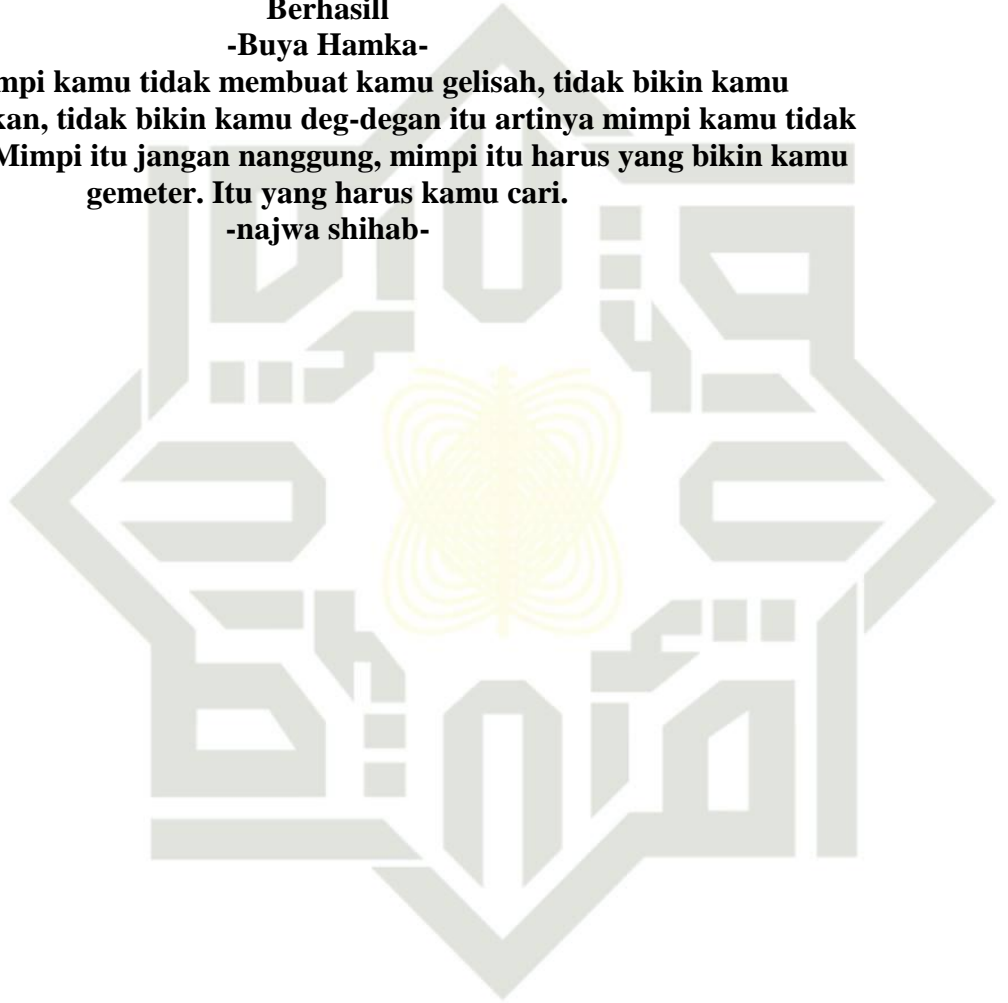 Berhasill
-Buya Hamka-
mpi kamu tidak membuat kamu gelisah, tidak bikin kamu
kan, tidak bikin kamu deg-degan itu artinya mimpi kamu tidak
Mimpi itu jangan nanggung, mimpi itu harus yang bikin kamu
gemeter. Itu yang harus kamu cari.
-najwa shihab-